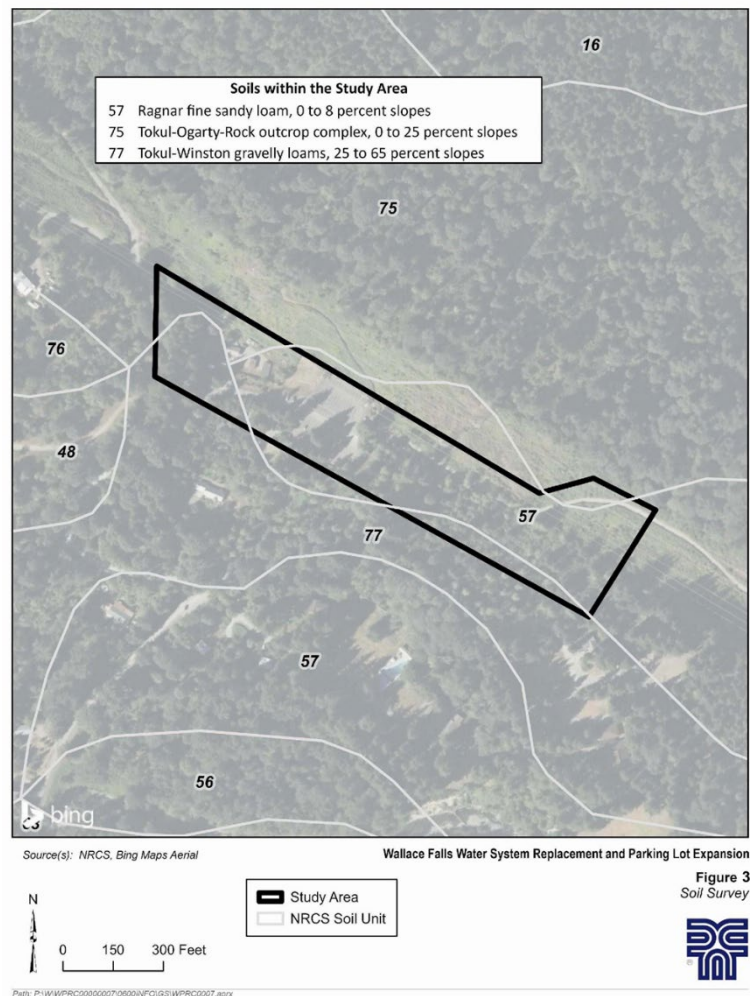 16
Soils within the Study Area
57 Ragnar fine sandy loam, 0 to 8 percent slopes
75 Tokul-Ogarty-Rock outcrop complex, 0 to 25 percent slopes
77 Tokul-Winston gravelly loams, 25 to 65 percent slopes
75
76
48
57
77
57
56
bing
Source(s): NRCS, Bing Maps Aerial
Wallace Falls Water System Replacement and Parking Lot Expansion
Figure 3
Soil Survey
N
0 150 300 Feet
Study Area
NRCS Soil Unit